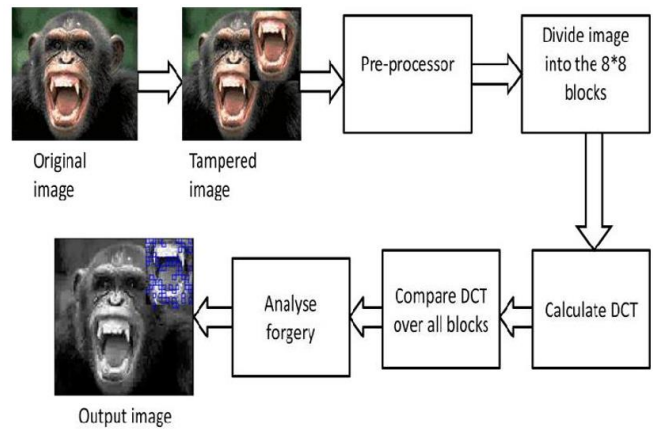 Original
image
Tampered
image
Pre-processor
Divide image
into the 8*8
blocks
Calculate DCT
Compare DCT
over all blocks
Analyse
forgery
Output image